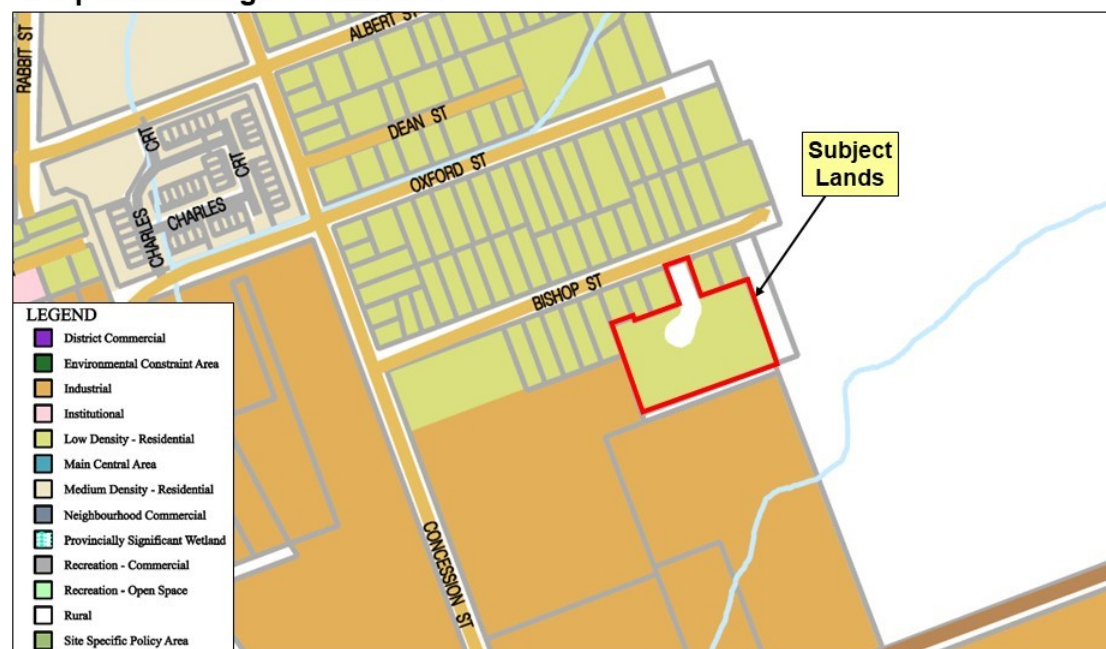 RABBIT ST
ALBERT ST
DEAN ST
OXFORD ST
CHARLES CRT
CHARLES CRT
BISHOP ST
CONCESSION ST
Subject
Lands
LEGEND
District Commercial
Environmental Constraint Area
Industrial
Institutional
Low Density - Residential
Main Central Area
Medium Density - Residential
Neighbourhood Commercial
Provincially Significant Wetland
Recreation - Commercial
Recreation - Open Space
Rural
Site Specific Policy Area